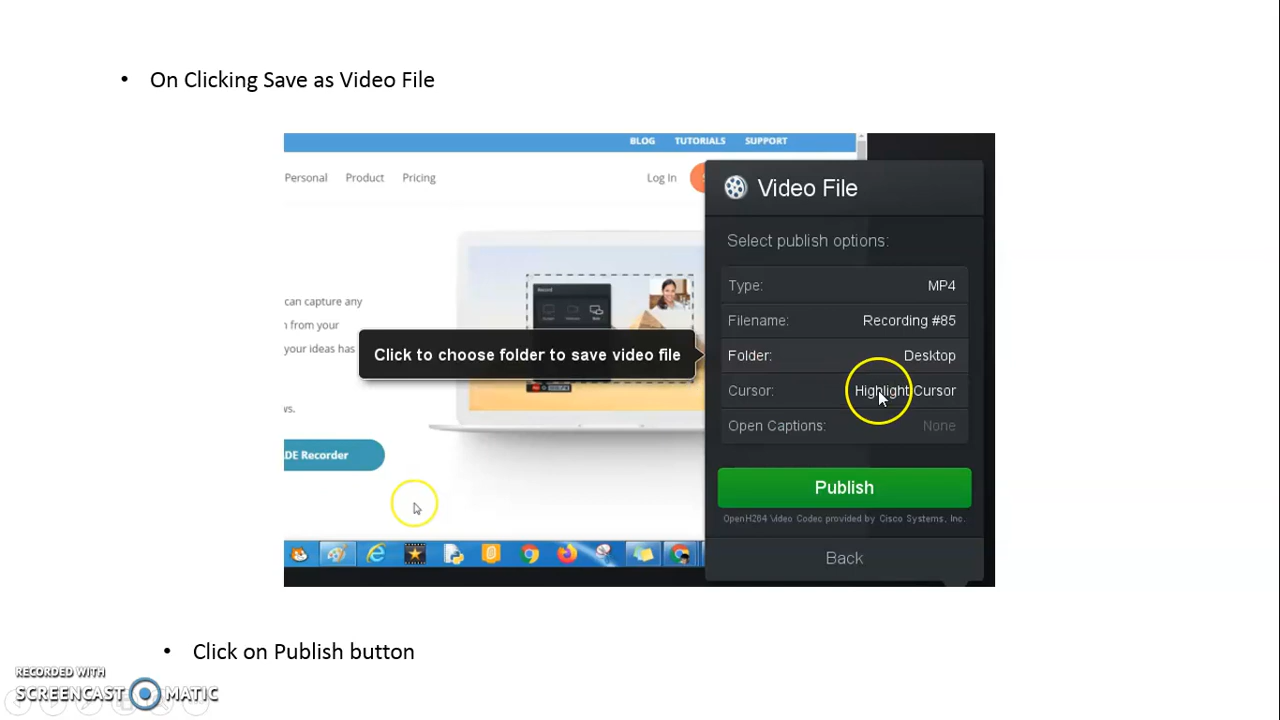 • On Clicking Save as Video File
BLOG TUTORIALS SUPPORT
Personal Product Pricing Log In
Video File
Select publish options:
Type: MP4
can capture any
n from your
Filename: Recording #85
your ideas has
Click to choose folder to save video file
Folder: Desktop
Cursor: Highlight Cursor
ws.
Open Captions: None
DE Recorder
Publish
OpenH264 Video Codec provided by Cisco Systems, Inc.
Back
• Click on Publish button
RECORDED WITH
SCREENCAST MATIC